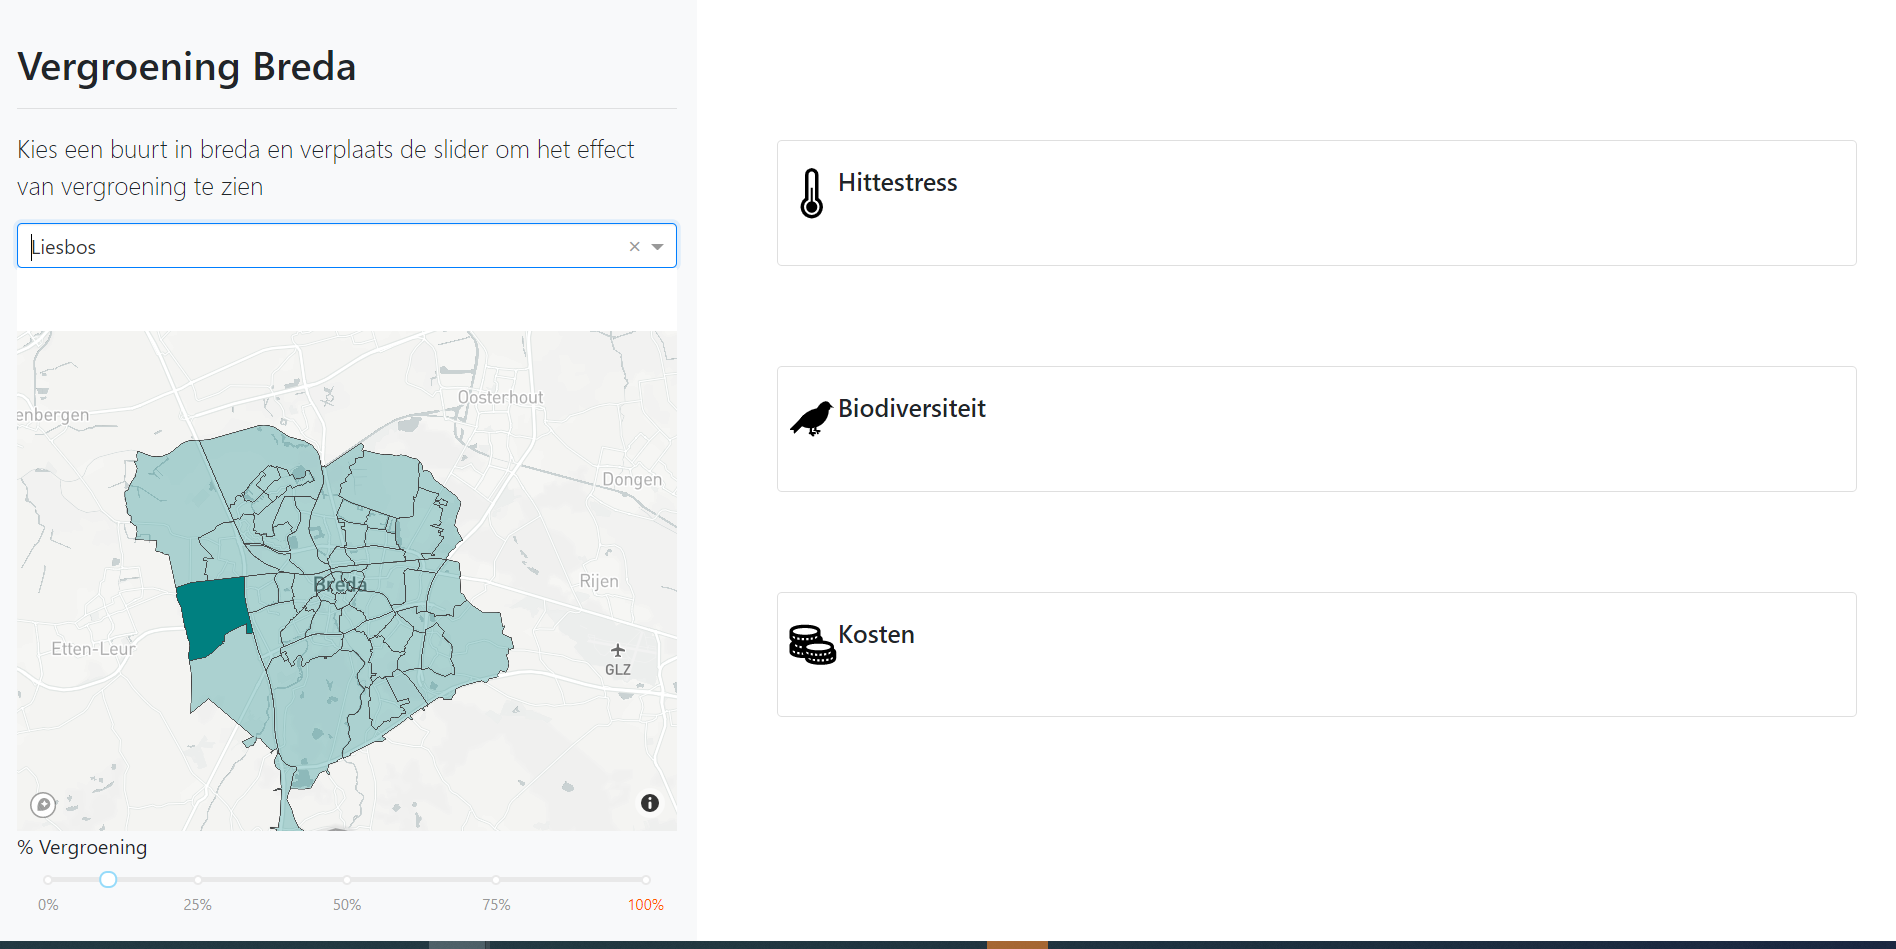 Vergroening Breda
Kies een buurt in breda en verplaats de slider om het effect
van vergroening te zien
Liesbos
Oosterhout
enbergen
Dongen
Breda
Rijen
Etten-Leur
GLZ
% Vergroening
0% 25% 50% 75% 100%
Hittestress
Biodiversiteit
Kosten